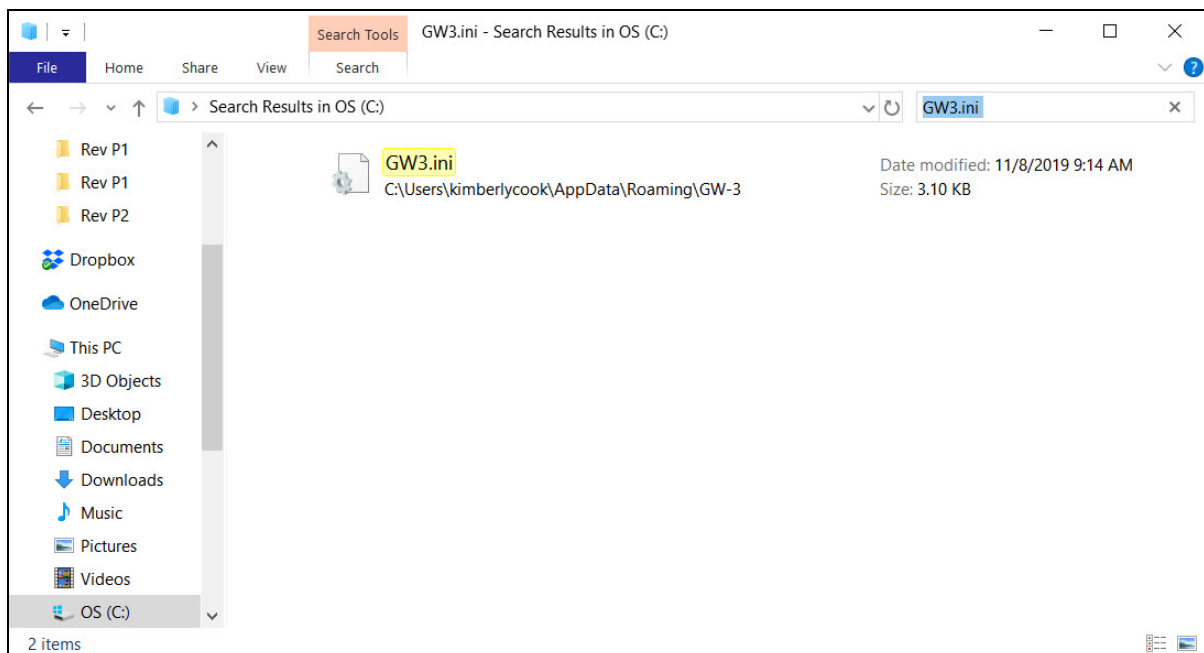 Search Tools
GW3.ini - Search Results in OS (C:)
File Home Share View Search
Search Results in OS (C:)
GW3.ini
Rev P1
Rev P1
Rev P2
Dropbox
OneDrive
This PC
3D Objects
Desktop
Documents
Downloads
Music
Pictures
Videos
OS (C:)
GW3.ini
C:\Users\kimberlycook\AppData\Roaming\GW-3
Date modified: 11/8/2019 9:14 AM
Size: 3.10 KB
2 items